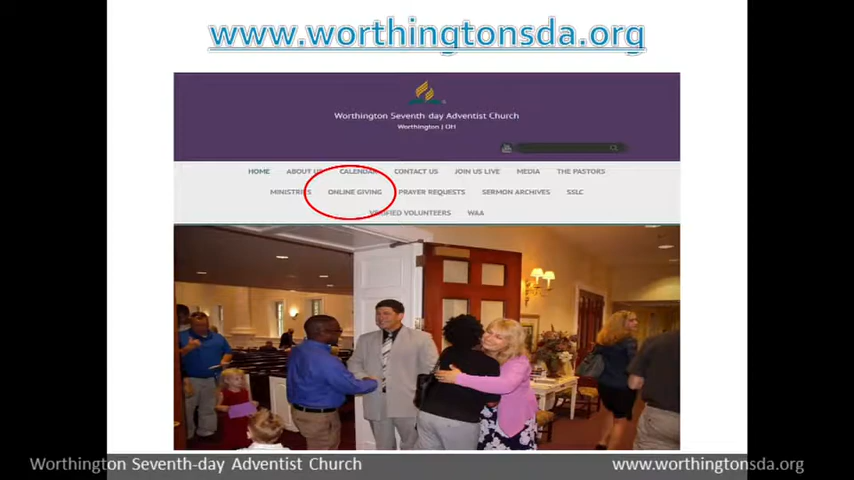 www.worthingtonsda.org
Worthington Seventh-day Adventist Church
Worthington | OH
HOME ABOUT US CALENDAR CONTACT US JOIN US LIVE MEDIA THE PASTORS
MINISTRIES ONLINE GIVING PRAYER REQUESTS SERMON ARCHIVES SSLC
VERIFIED VOLUNTEERS WAA
Worthington Seventh-day Adventist Church www.worthingtonsda.org